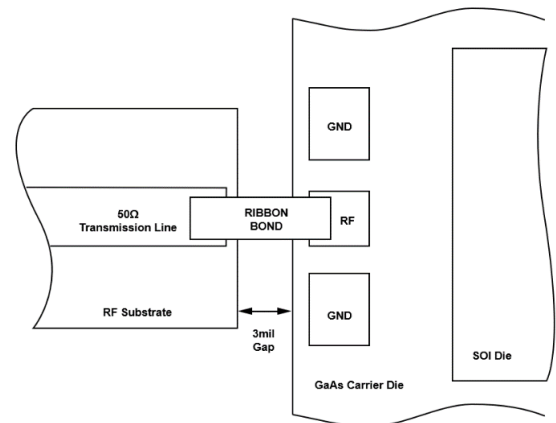 GND
50Ω
Transmission Line
RIBBON
BOND
RF
GND
RF Substrate
3mil
Gap
SOI Die
GaAs Carrier Die